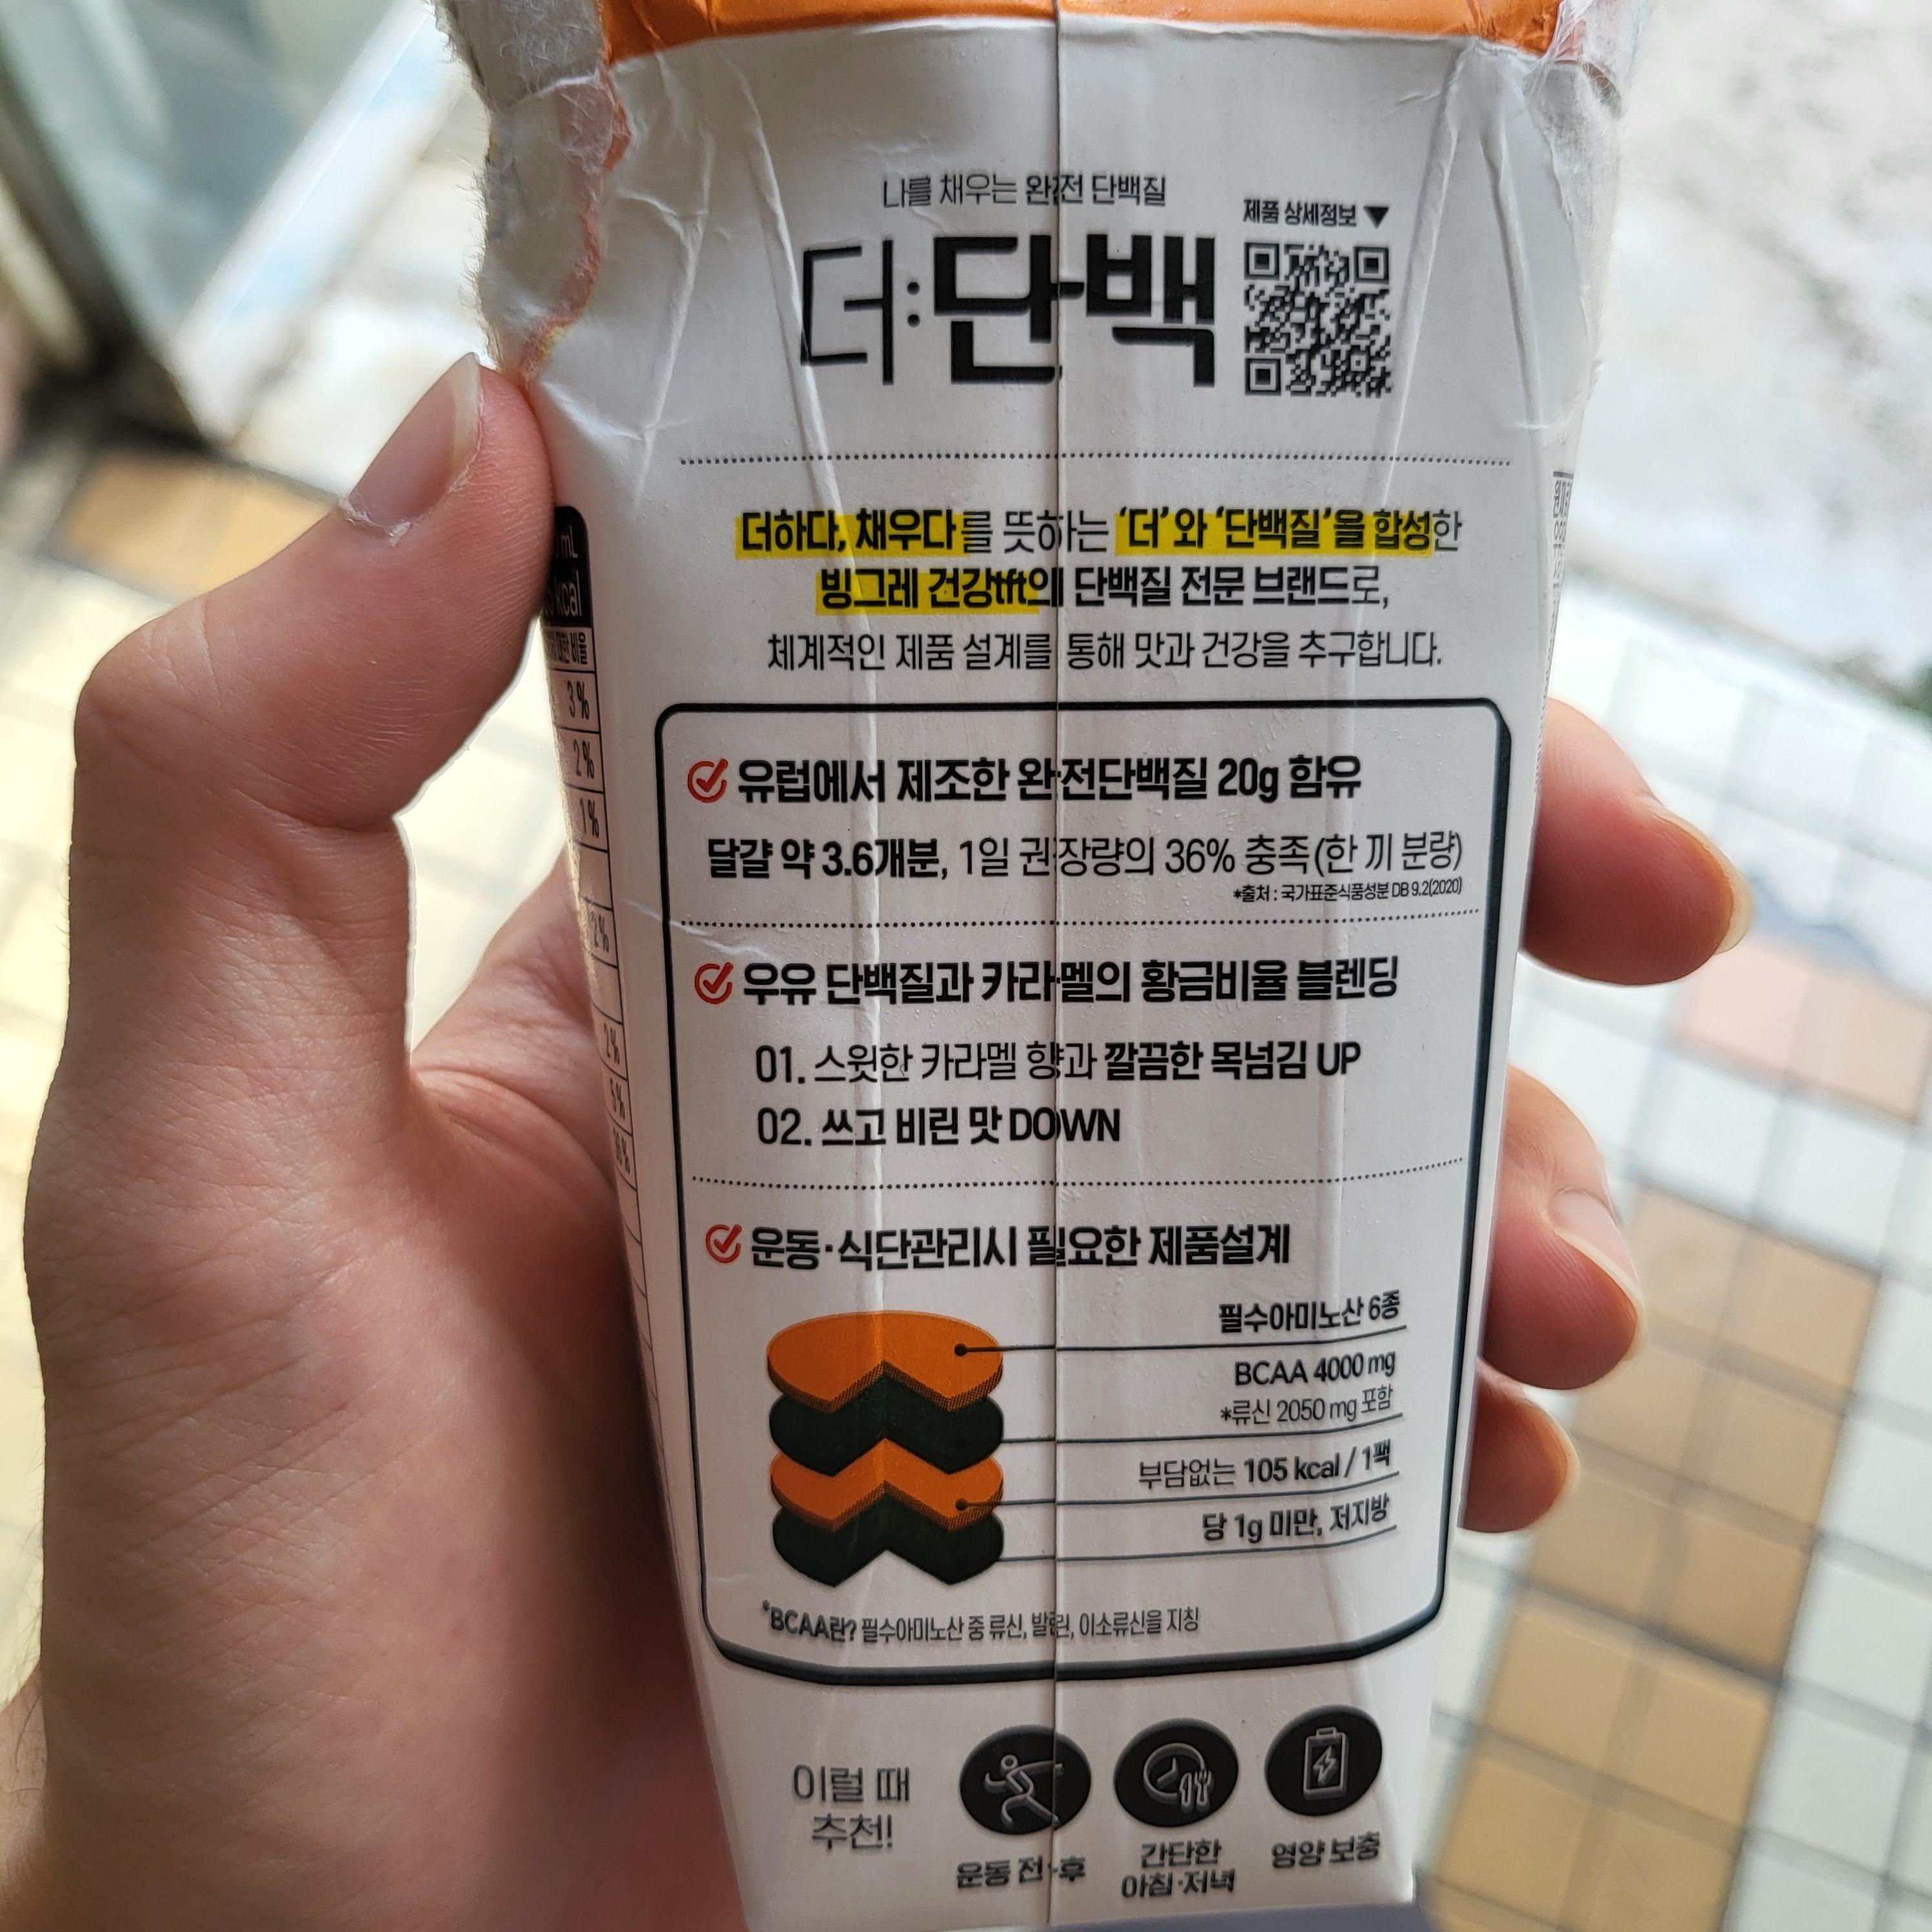 나를 채우는 완전 단백질
제품 상세정보 ▼
더:단백
더하다, 채우다를 뜻하는 ‘더’와 ‘단백질’을 합성한
빙그레 건강tft의 단백질 전문 브랜드로,
체계적인 제품 설계를 통해 맛과 건강을 추구합니다.
유럽에서 제조한 완전단백질 20g 함유
달걀 약 3.6개분, 1일 권장량의 36% 충족(한 끼 분량)
*출처 : 국가표준식품성분 DB 9.2(2020)
우유 단백질과 카라멜의 황금비율 블렌딩
01. 스윗한 카라멜 향과 깔끔한 목넘김 UP
02. 쓰고 비린 맛 DOWN
운동·식단관리시 필요한 제품설계
필수아미노산 6종
BCAA 4000 mg
*류신 2050 mg 포함
부담없는 105 kcal / 1팩
당 1g 미만, 저지방
*BCAA란? 필수아미노산 중 류신, 발린, 이소류신을 지칭
이럴 때
추천!
운동 전·후
간단한
아침·저녁
영양 보충
mL
kcal
대한 비율
3 %
2 %
1 %
2 %
2 %
5 %